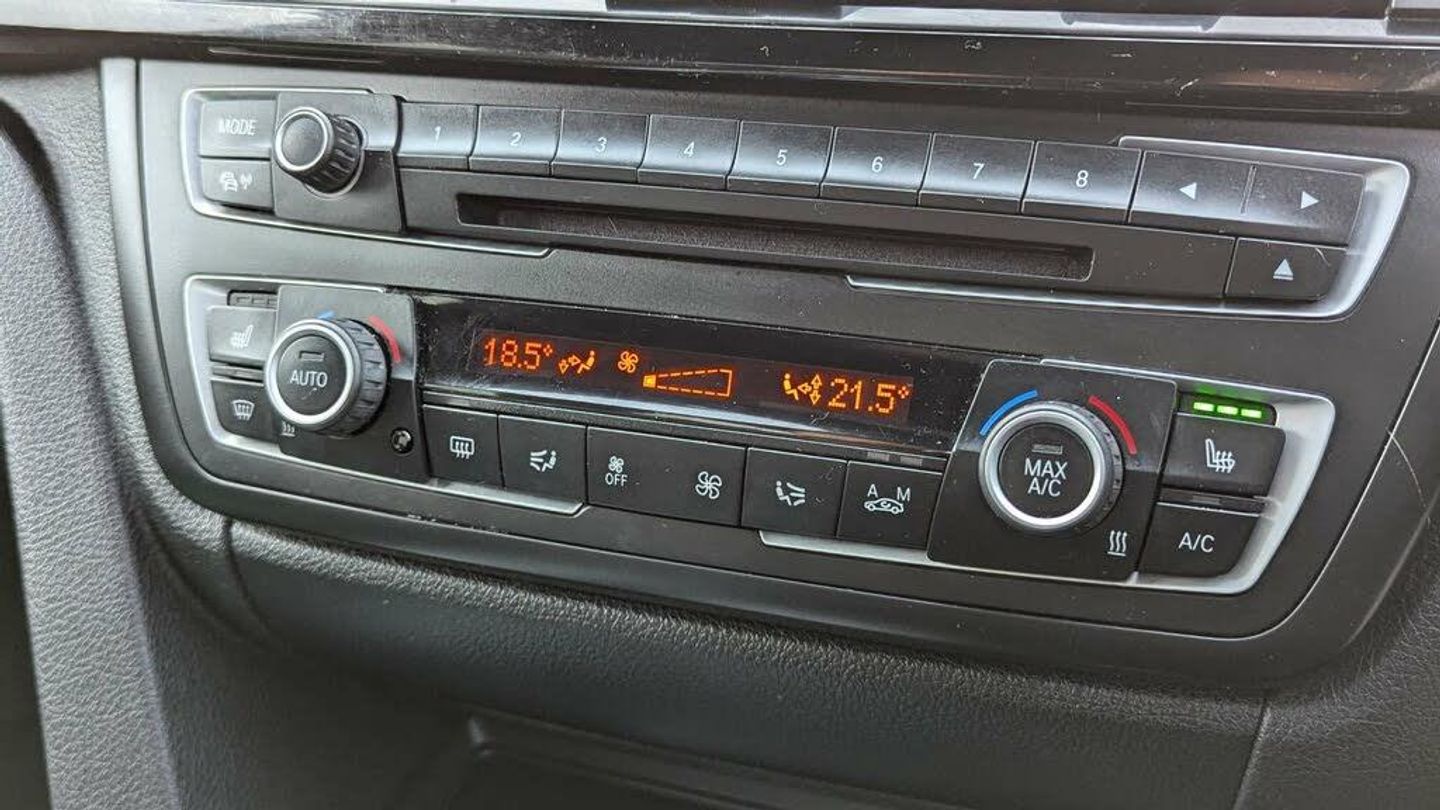 MODE 1 2 3 4 5 6 7 8
18.5° 21.5°
AUTO
OFF
A M
MAX
A/C
A/C